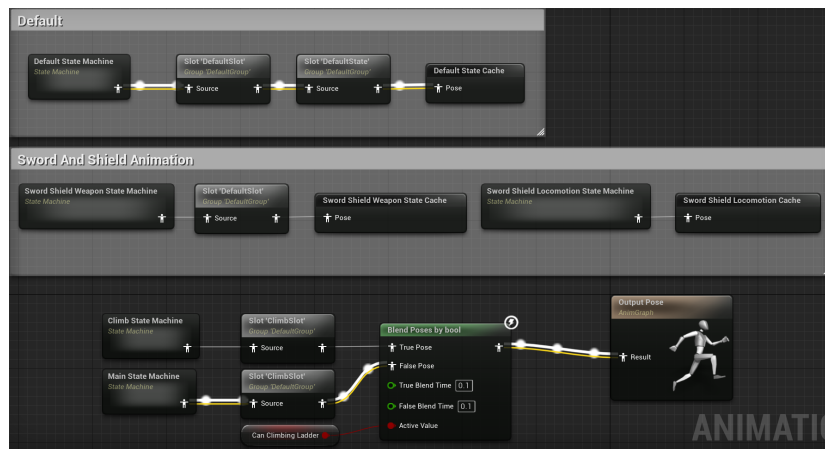 Default
Default State Machine
State Machine
Slot 'DefaultSlot'
Group 'DefaultGroup'
Source
Slot 'DefaultState'
Group 'DefaultGroup'
Source
Default State Cache
Pose
Sword And Shield Animation
Sword Shield Weapon State Machine
State Machine
Slot 'DefaultSlot'
Group 'DefaultGroup'
Source
Sword Shield Weapon State Cache
Pose
Sword Shield Locomotion State Machine
State Machine
Sword Shield Locomotion Cache
Pose
Climb State Machine
State Machine
Slot 'ClimbSlot'
Group 'DefaultGroup'
Source
Main State Machine
State Machine
Slot 'ClimbSlot'
Group 'DefaultGroup'
Source
Can Climbing Ladder
Blend Poses by bool
True Pose
False Pose
True Blend Time 0.1
False Blend Time 0.1
Active Value
Output Pose
AnimGraph
Result
ANIMATI